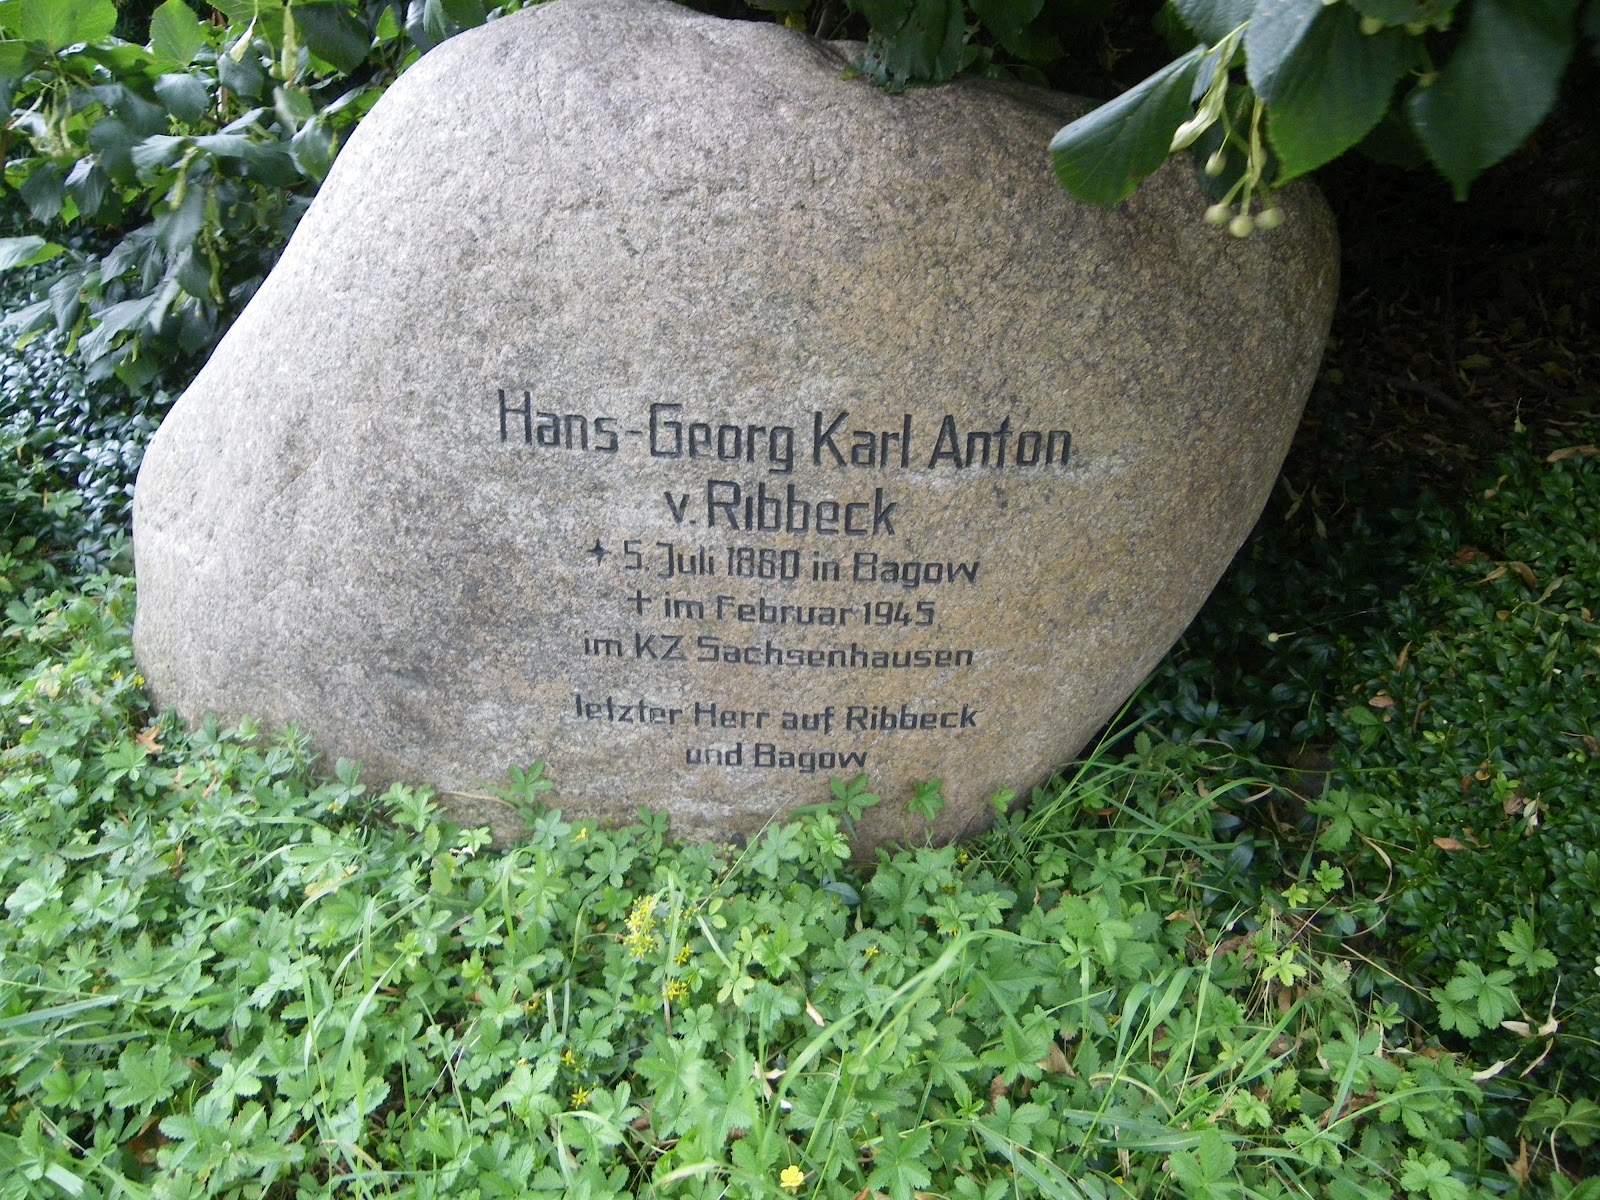 Hans-Georg Karl Anton
v. Ribbeck
✦ 5. Juli 1880 in Bagow
+ im Februar 1945
im KZ Sachsenhausen
letzter Herr auf Ribbeck
und Bagow